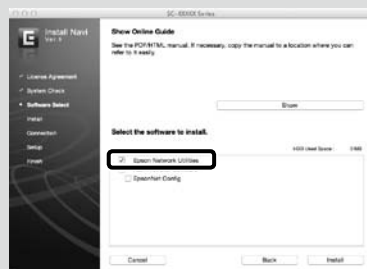 SC-XXXXX Series
Install Navi
Show Online Guide
See the PDF/HTML manual. If necessary, copy the manual to a location where you can
refer to it easily.
License Agreement
System Check
Software Select
Install
Connection
Setup
Finish
Show
Select the software to install.
Epson Network Utilities
EpsonNet Config
Cancel
Back
Install